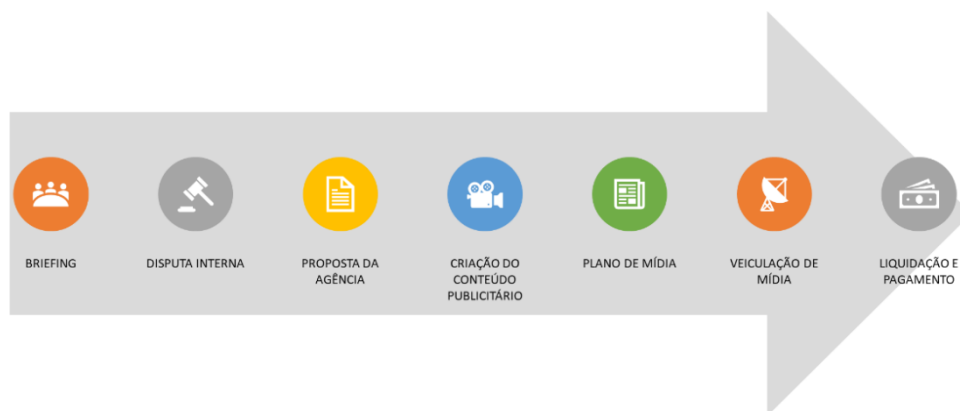 BRIEFING
DISPUTA INTERNA
PROPOSTA DA
AGÊNCIA
CRIAÇÃO DO
CONTEÚDO
PUBLICITÁRIO
PLANO DE MÍDIA
VEICULAÇÃO DE
MÍDIA
LIQUIDAÇÃO E
PAGAMENTO